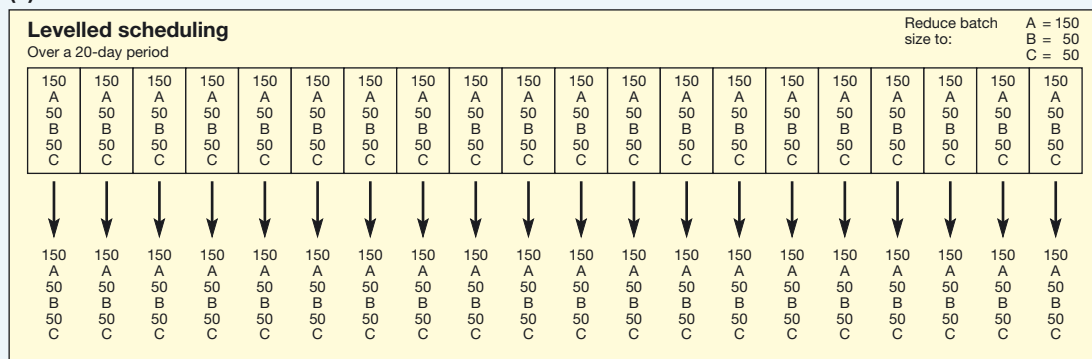 Levelled scheduling
Over a 20-day period
Reduce batch A = 150
size to: B = 50
C = 50
150 150 150 150 150 150 150 150 150 150 150 150 150 150 150 150 150 150 150 150
A A A A A A A A A A A A A A A A A A A A
50 50 50 50 50 50 50 50 50 50 50 50 50 50 50 50 50 50 50 50
B B B B B B B B B B B B B B B B B B B B
50 50 50 50 50 50 50 50 50 50 50 50 50 50 50 50 50 50 50 50
C C C C C C C C C C C C C C C C C C C C
150 150 150 150 150 150 150 150 150 150 150 150 150 150 150 150 150 150 150 150
A A A A A A A A A A A A A A A A A A A A
50 50 50 50 50 50 50 50 50 50 50 50 50 50 50 50 50 50 50 50
B B B B B B B B B B B B B B B B B B B B
50 50 50 50 50 50 50 50 50 50 50 50 50 50 50 50 50 50 50 50
C C C C C C C C C C C C C C C C C C C C